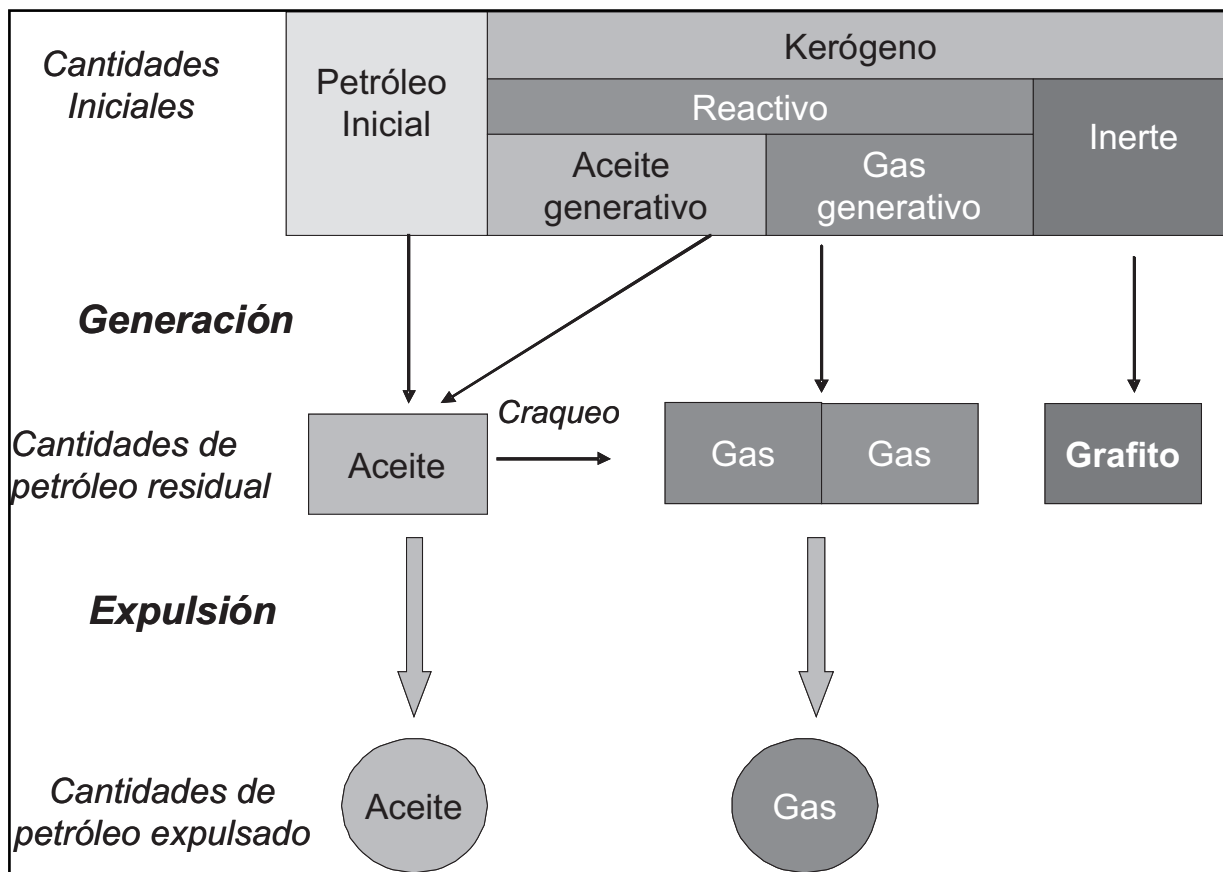 Cantidades
Iniciales
Petróleo
Inicial
Kerógeno
Reactivo
Inerte
Aceite
generativo
Gas
generativo
Generación
Craqueo
Cantidades de
petróleo residual
Aceite
Gas
Gas
Grafito
Expulsión
Cantidades de
petróleo expulsado
Aceite
Gas